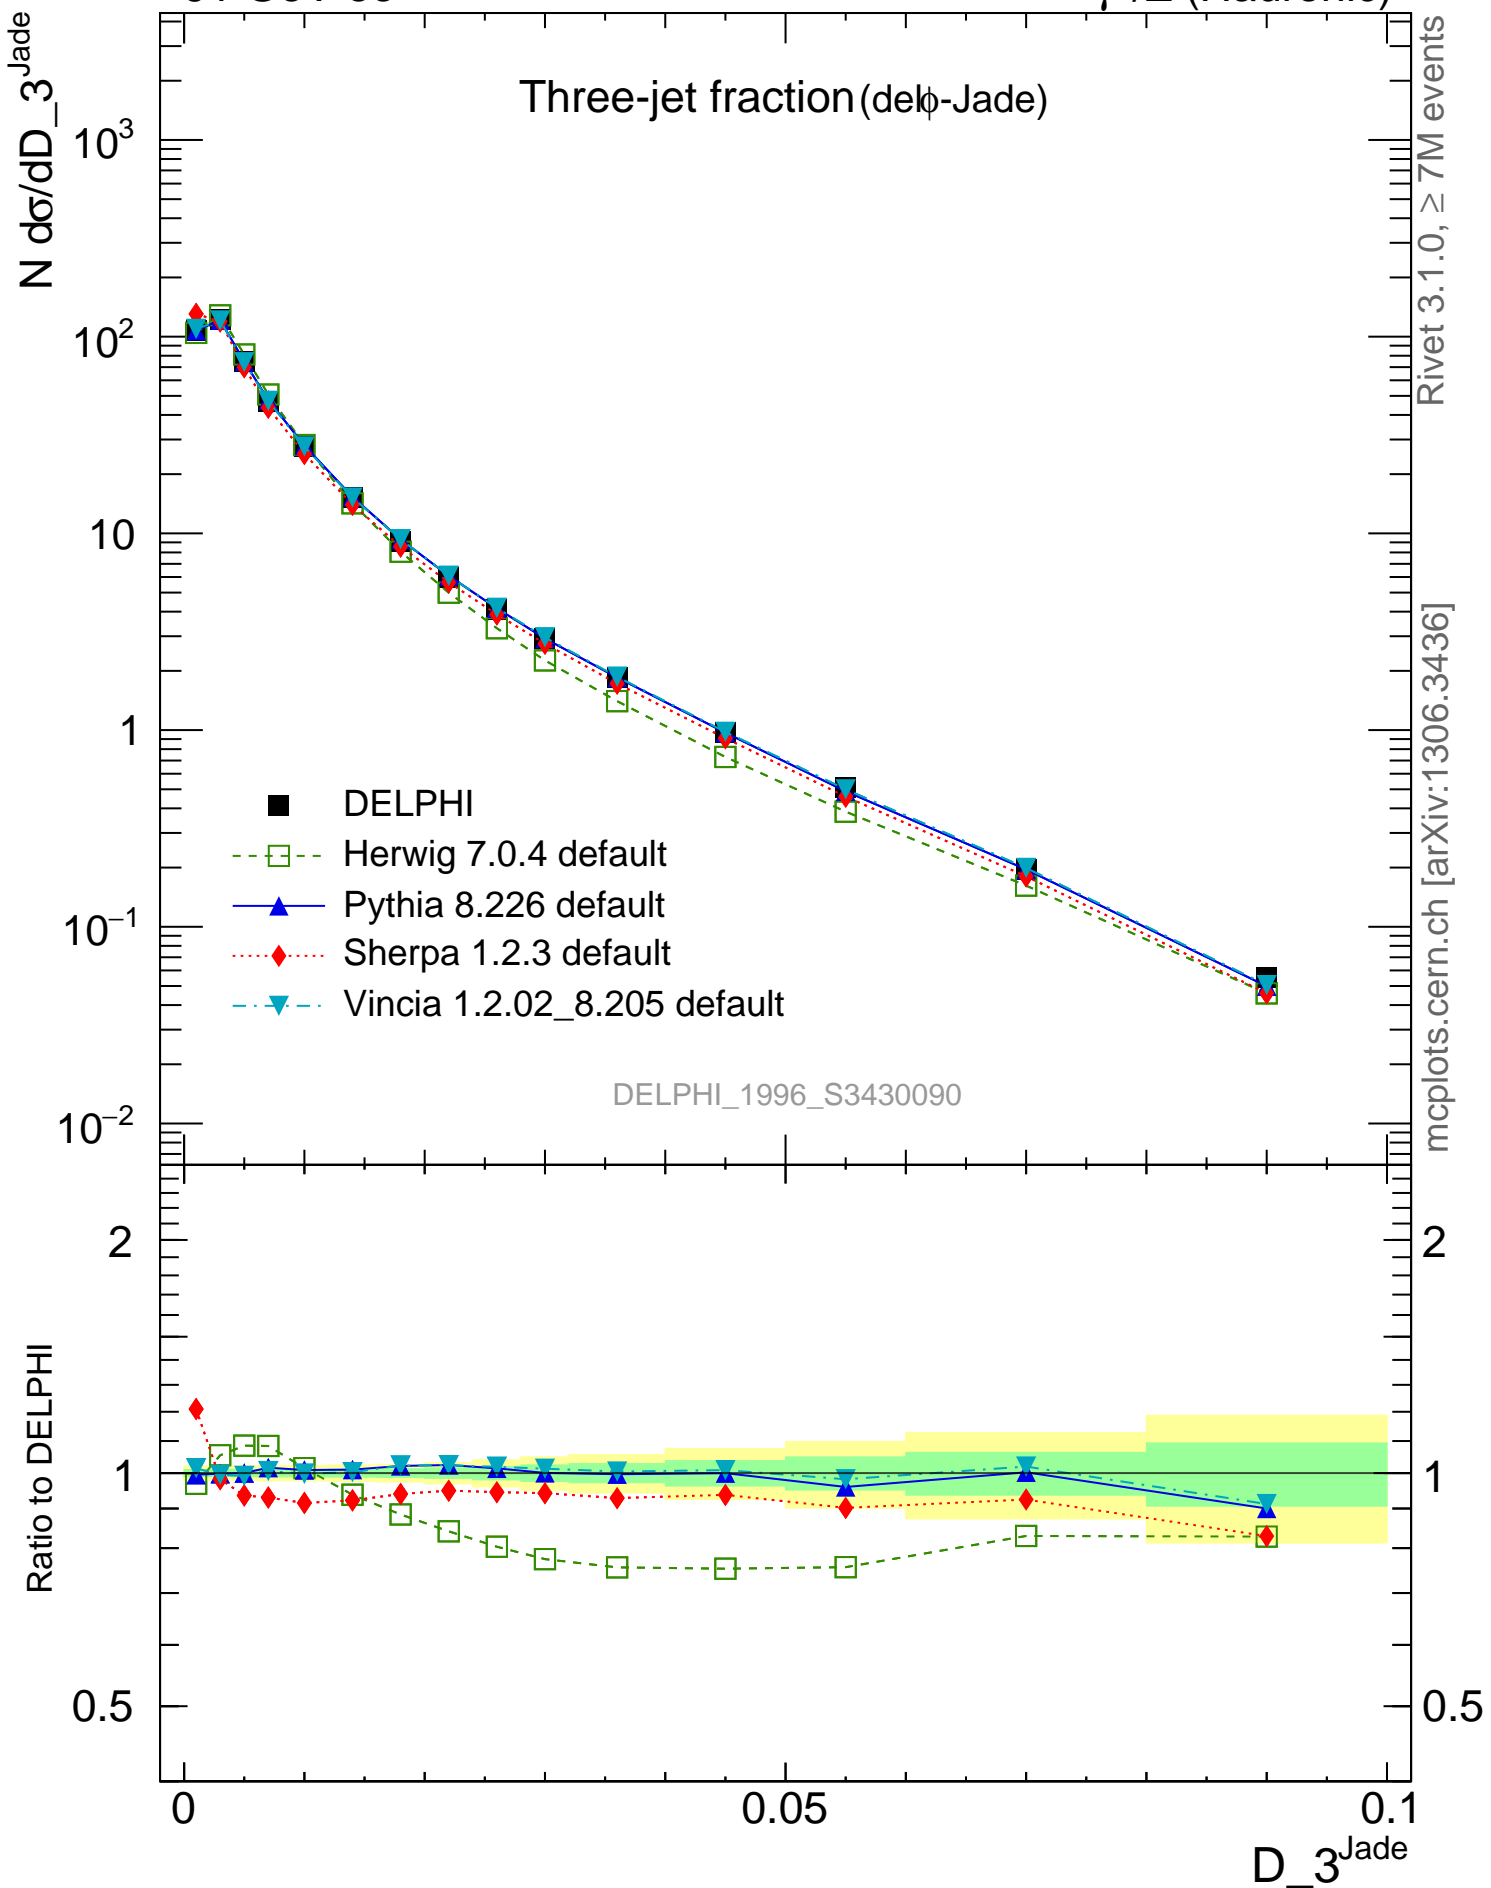 Three-jet fraction (delϕ-Jade)
N dσ/dD_3^Jade
10^3
10^2
10
1
10^−1
10^−2
DELPHI
Herwig 7.0.4 default
Pythia 8.226 default
Sherpa 1.2.3 default
Vincia 1.2.02_8.205 default
DELPHI_1996_S3430090
Rivet 3.1.0, ≥ 7M events
mcplots.cern.ch [arXiv:1306.3436]
Ratio to DELPHI
2
1
0.5
2
1
0.5
0
0.05
0.1
D_3^Jade